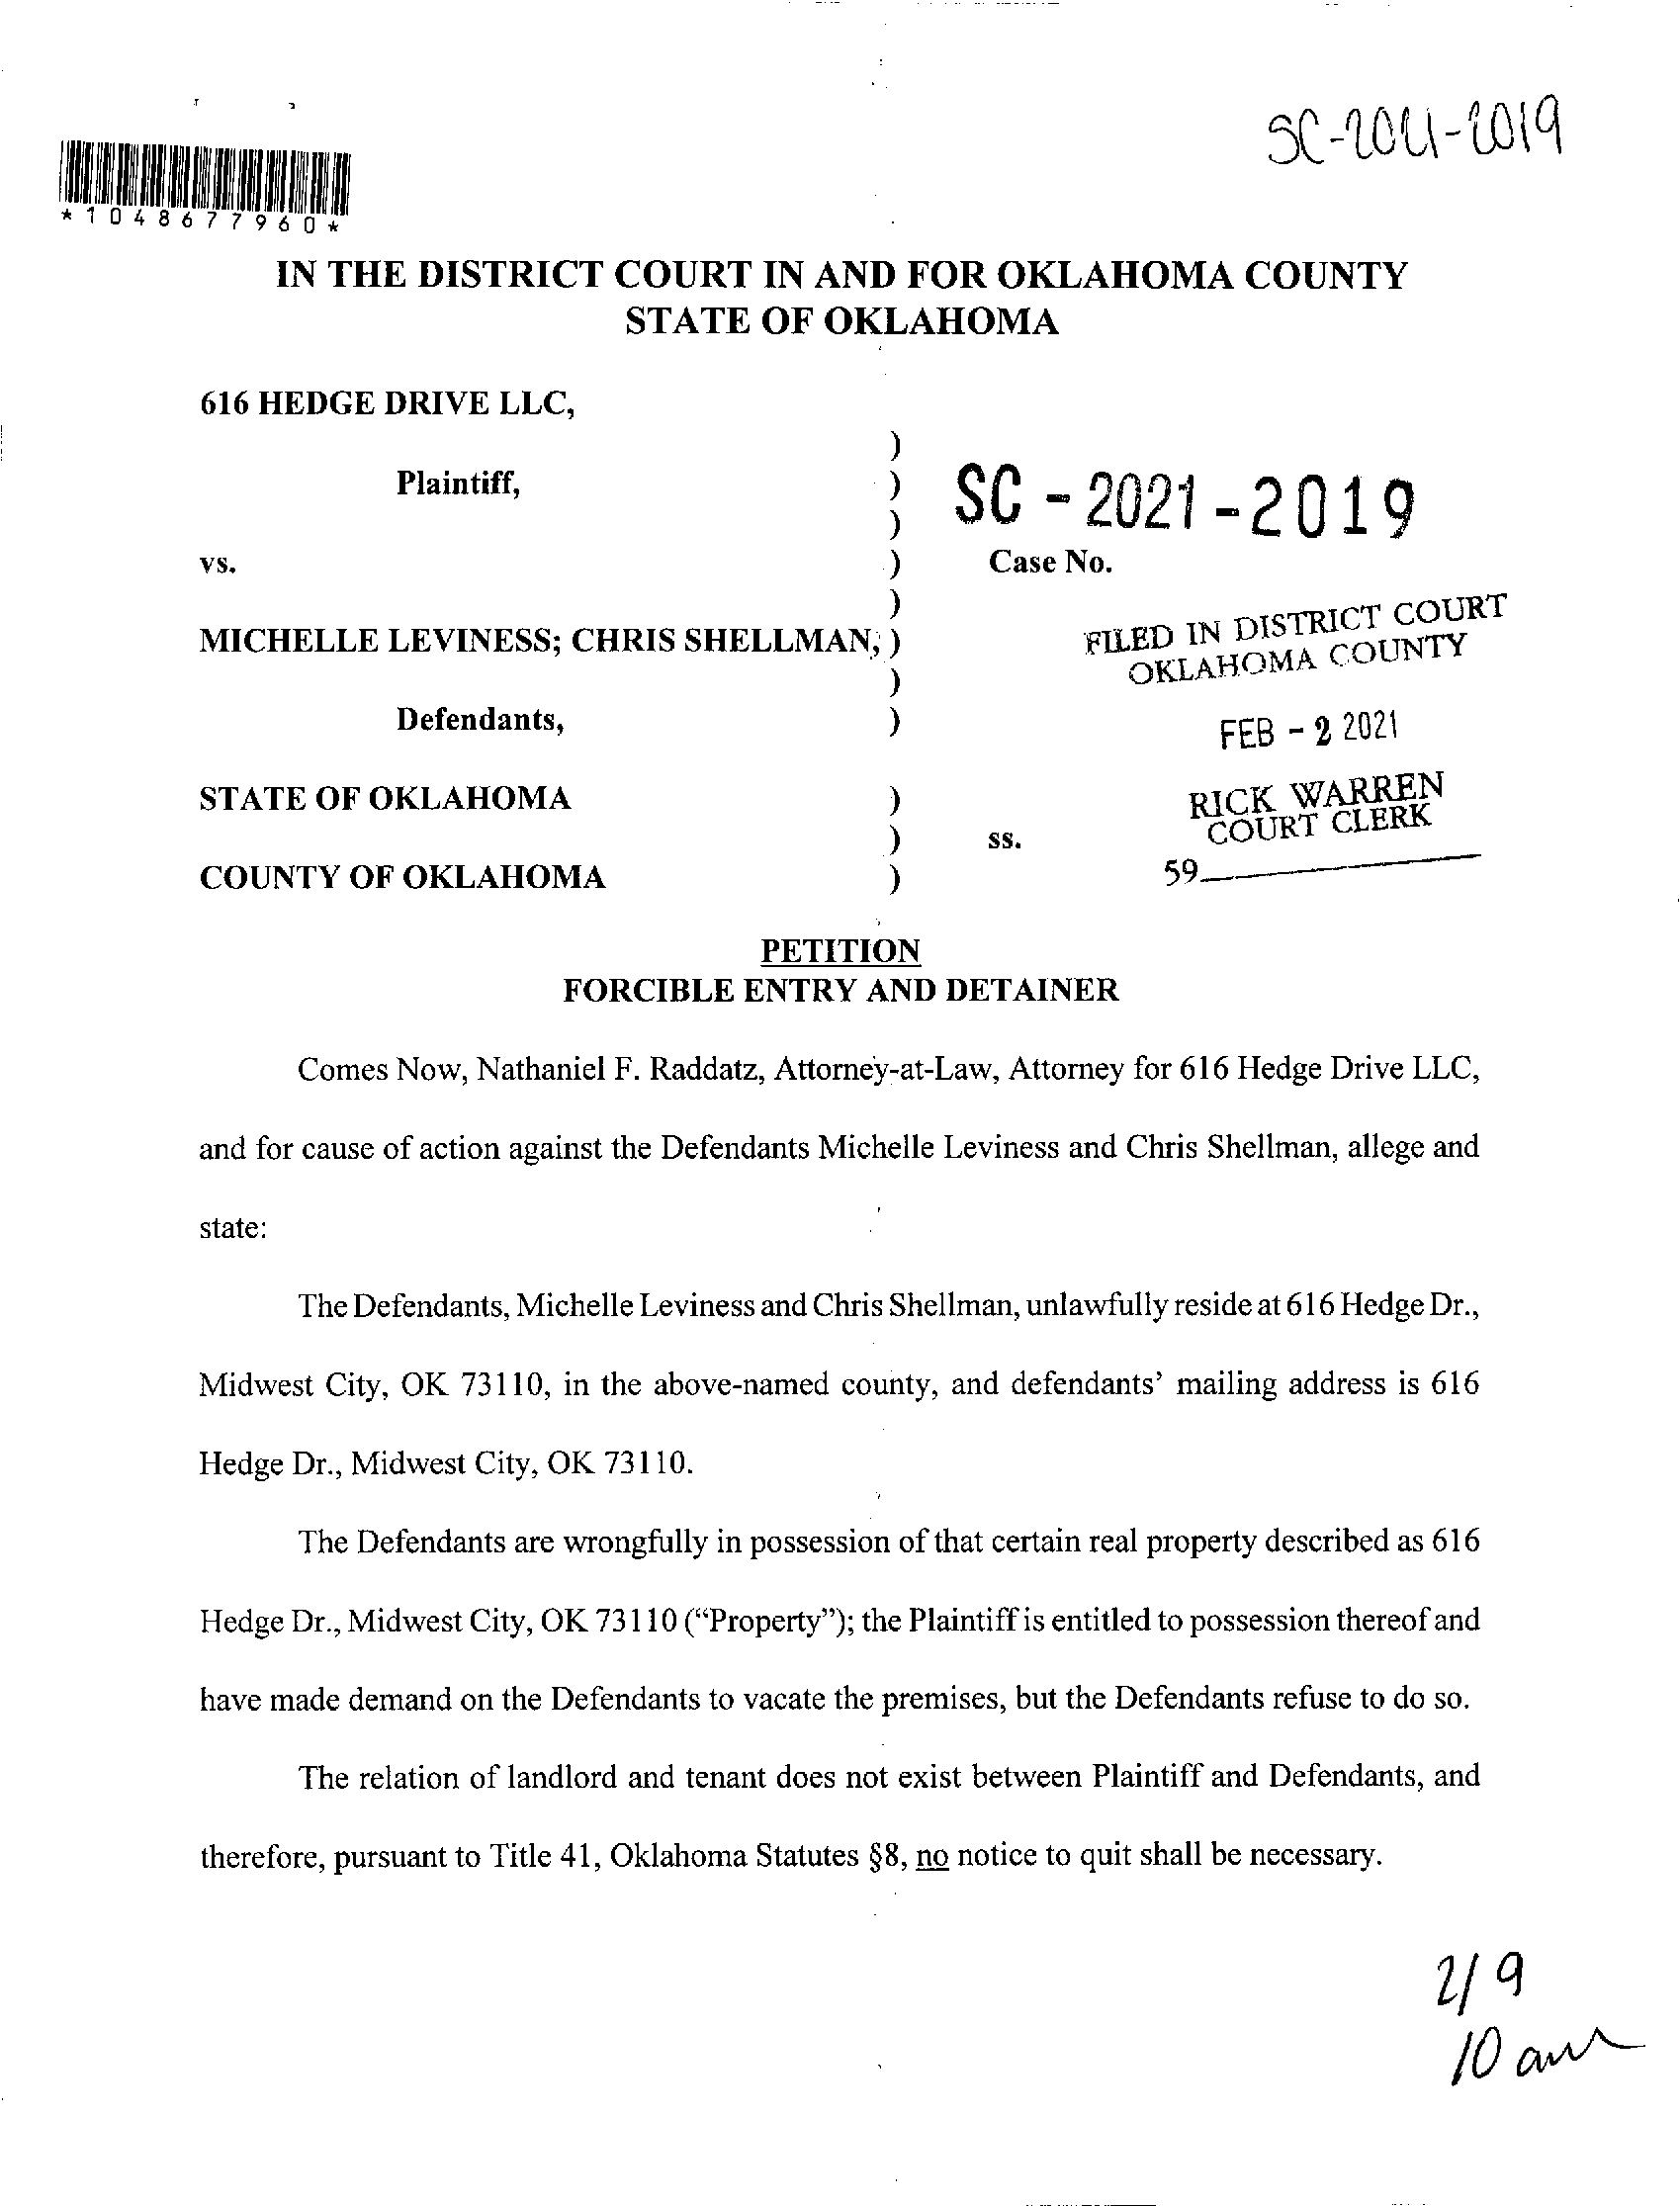 SC-2021-2019
*1048677960*
IN THE DISTRICT COURT IN AND FOR OKLAHOMA COUNTY
STATE OF OKLAHOMA
616 HEDGE DRIVE LLC,
)
Plaintiff, ) SC - 2021 - 2019
)
vs. ) Case No.
)
MICHELLE LEVINESS; CHRIS SHELLMAN; ) FILED IN DISTRICT COURT
OKLAHOMA COUNTY
)
Defendants, ) FEB - 2 2021
STATE OF OKLAHOMA ) RICK WARREN
COURT CLERK
) ss.
COUNTY OF OKLAHOMA ) 59
PETITION
FORCIBLE ENTRY AND DETAINER
Comes Now, Nathaniel F. Raddatz, Attorney-at-Law, Attorney for 616 Hedge Drive LLC,
and for cause of action against the Defendants Michelle Leviness and Chris Shellman, allege and
state:
The Defendants, Michelle Leviness and Chris Shellman, unlawfully reside at 616 Hedge Dr.,
Midwest City, OK 73110, in the above-named county, and defendants’ mailing address is 616
Hedge Dr., Midwest City, OK 73110.
The Defendants are wrongfully in possession of that certain real property described as 616
Hedge Dr., Midwest City, OK 73110 (“Property”); the Plaintiff is entitled to possession thereof and
have made demand on the Defendants to vacate the premises, but the Defendants refuse to do so.
The relation of landlord and tenant does not exist between Plaintiff and Defendants, and
therefore, pursuant to Title 41, Oklahoma Statutes §8, no notice to quit shall be necessary.
2/9
10 am